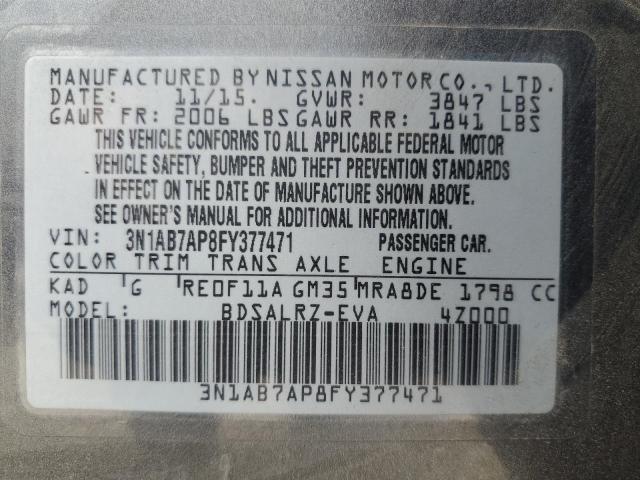 MANUFACTURED BY NISSAN MOTOR CO., LTD.
DATE: 11/15. GVWR: 3847 LBS
GAWR FR: 2006 LBS GAWR RR: 1841 LBS
THIS VEHICLE CONFORMS TO ALL APPLICABLE FEDERAL MOTOR
VEHICLE SAFETY, BUMPER AND THEFT PREVENTION STANDARDS
IN EFFECT ON THE DATE OF MANUFACTURE SHOWN ABOVE.
SEE OWNER'S MANUAL FOR ADDITIONAL INFORMATION.
VIN: 3N1AB7AP8FY377471 PASSENGER CAR.
COLOR TRIM TRANS AXLE ENGINE
KAD G RE0F11A GM35 MRA8DE 1798 CC
MODEL: BDSALRZ-EVA 4Z000
3N1AB7AP8FY377471